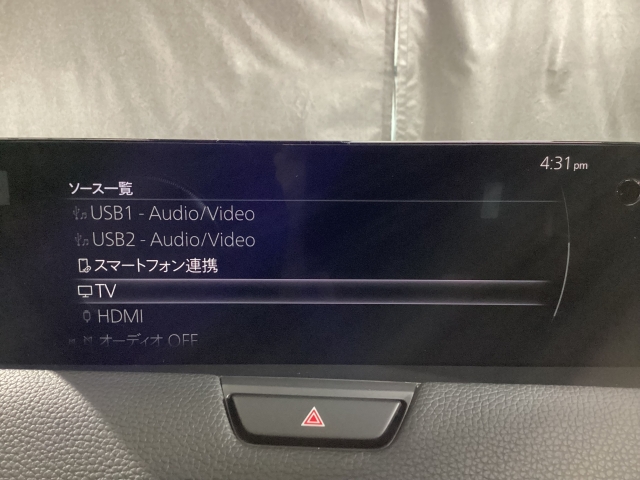 4:31 pm
ソース一覧
USB1 - Audio/Video
USB2 - Audio/Video
スマートフォン連携
TV
HDMI
オーディオ OFF